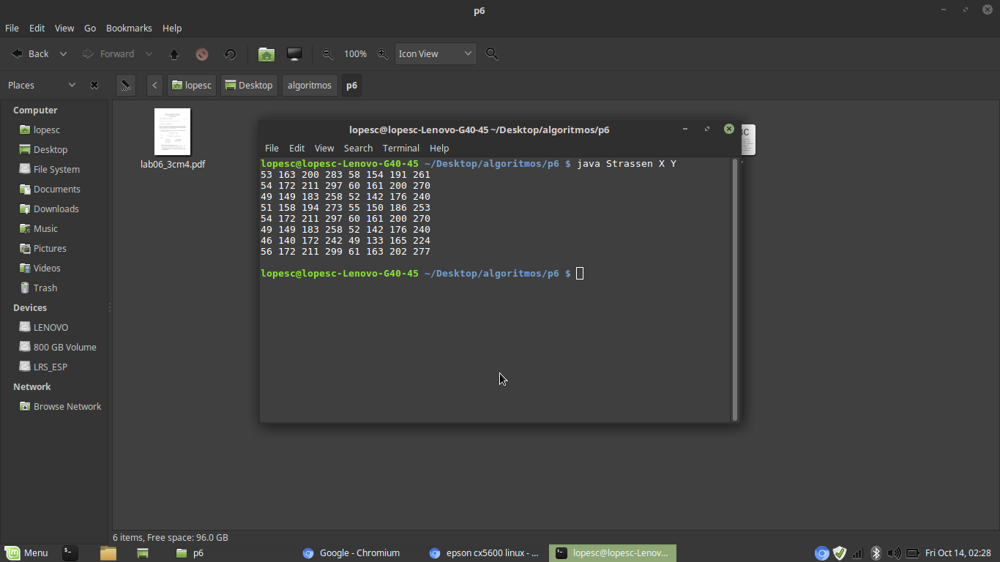 p6
File Edit View Go Bookmarks Help
Back Forward 100% Icon View
Places lopesc Desktop algoritmos p6
Computer
lopesc
Desktop
File System
Documents
Downloads
Music
Pictures
Videos
Trash
Devices
LENOVO
800 GB Volume
LRS_ESP
Network
Browse Network
lab06_3cm4.pdf
lopesc@lopesc-Lenovo-G40-45 ~/Desktop/algoritmos/p6
File Edit View Search Terminal Help
lopesc@lopesc-Lenovo-G40-45 ~/Desktop/algoritmos/p6 $ java Strassen X Y
53 163 200 283 58 154 191 261
54 172 211 297 60 161 200 270
49 149 183 258 52 142 176 240
51 158 194 273 55 150 186 253
54 172 211 297 60 161 200 270
49 149 183 258 52 142 176 240
46 140 172 242 49 133 165 224
56 172 211 299 61 163 202 277
lopesc@lopesc-Lenovo-G40-45 ~/Desktop/algoritmos/p6 $
6 items, Free space: 96.0 GB
Menu p6 Google - Chromium epson cx5600 linux - ... lopesc@lopesc-Lenov... Fri Oct 14, 02:28